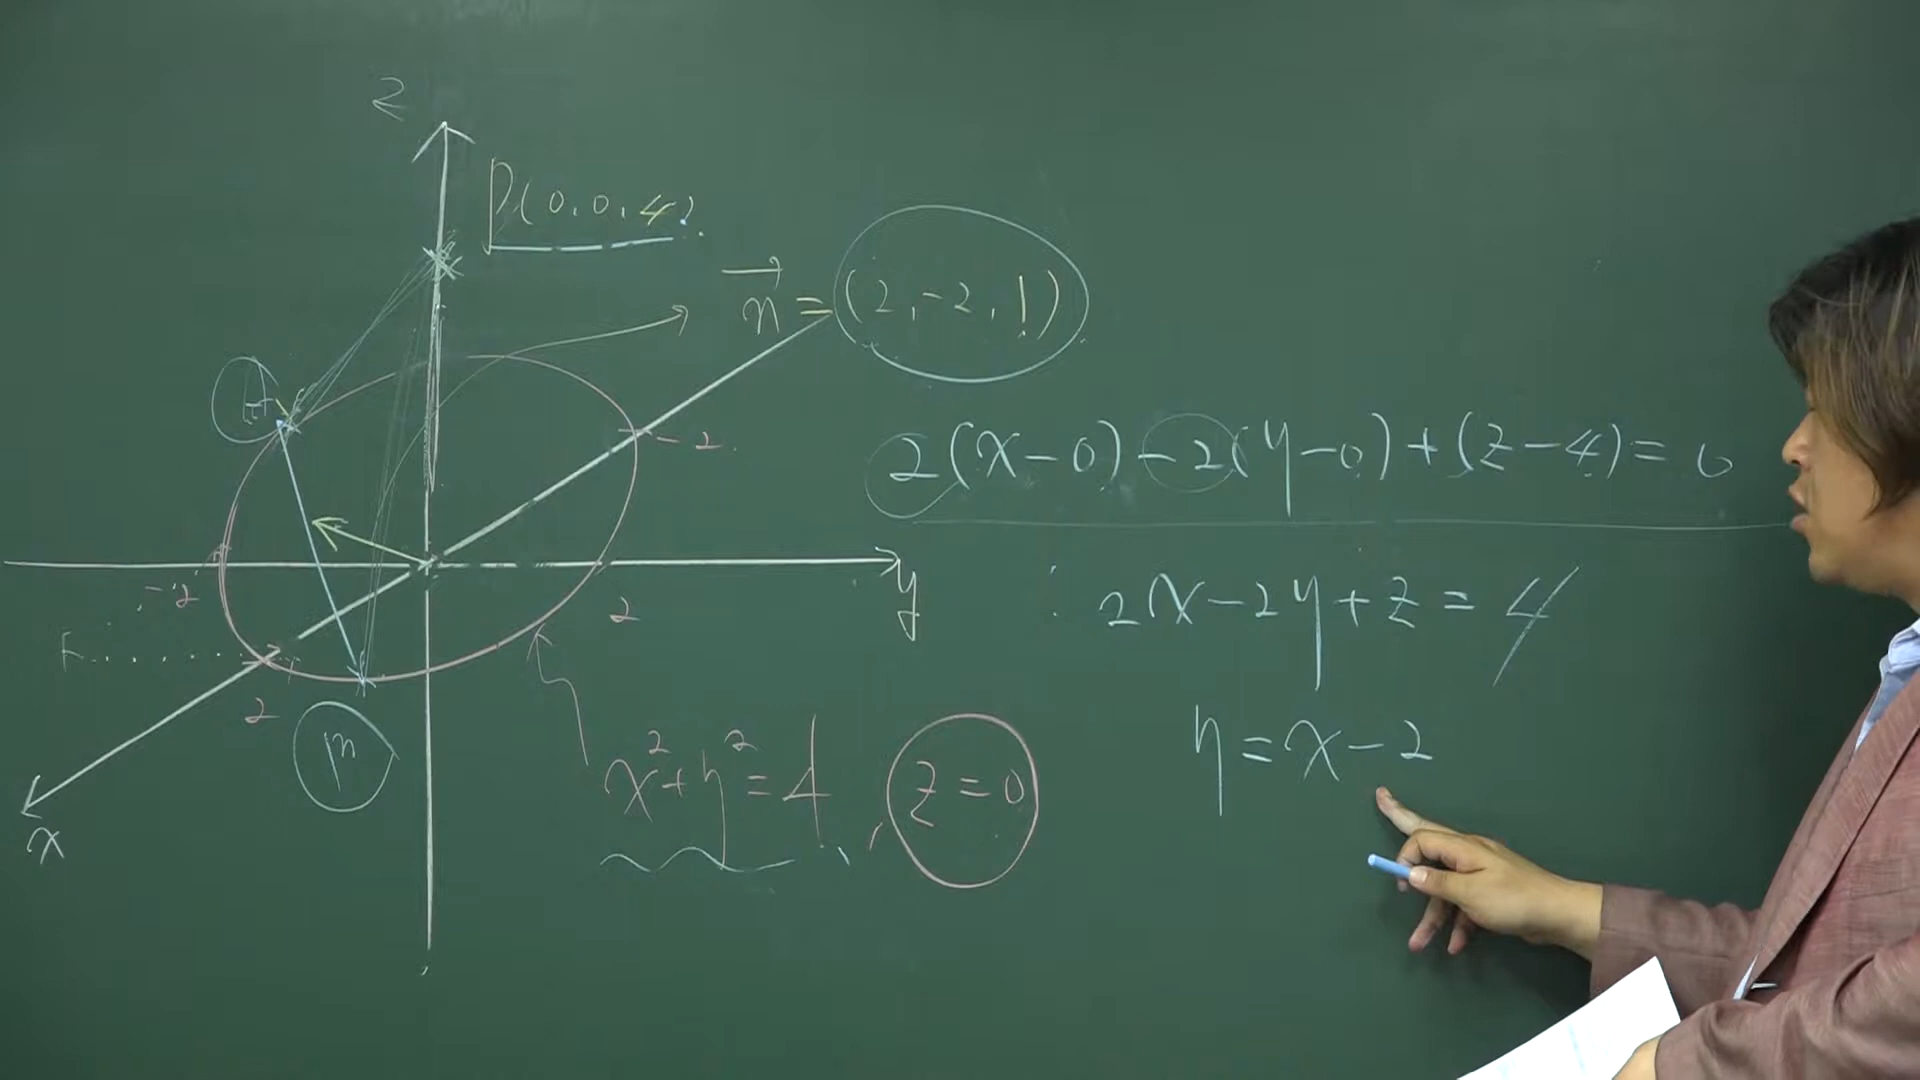 z
P(0, 0, 4)
n = (2, -2, 1)
A
-2
2(x-0)-2(y-0)+(z-4)=0
-2
2
y
∴ 2x-2y+z=4
2
x
x²+y²=4, z=0
y=x-2